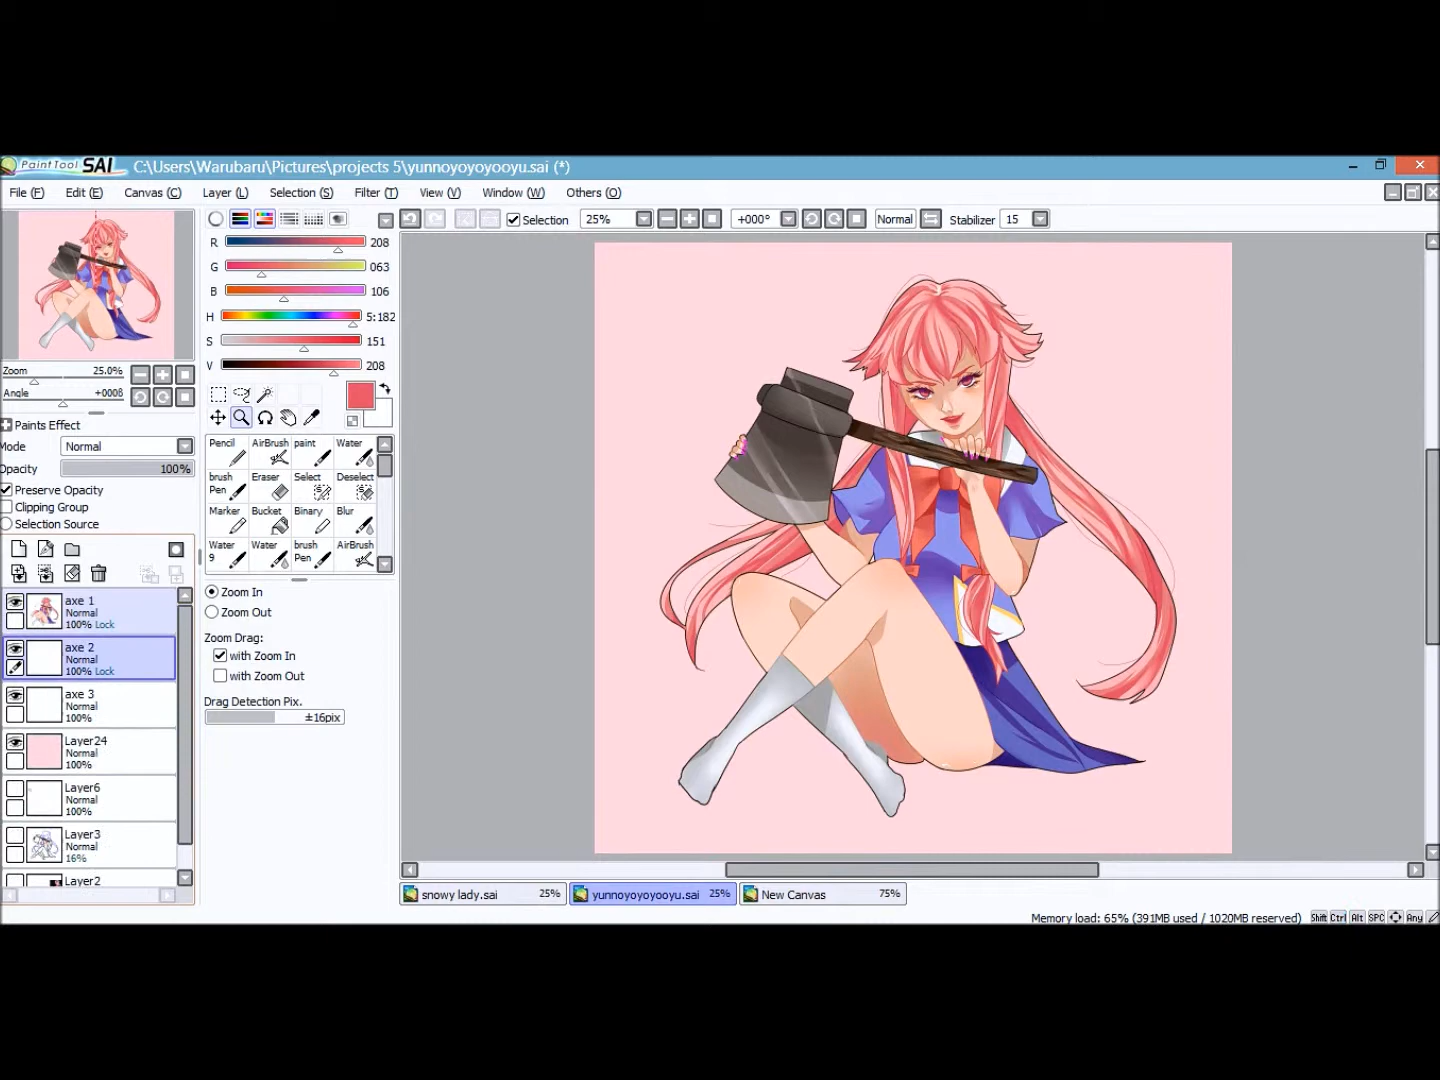 PaintTool SAI C:\Users\Warubaru\Pictures\projects 5\yunnoyoyoyooyu.sai (*)
File (F) Edit (E) Canvas (C) Layer (L) Selection (S) Filter (T) View (V) Window (W) Others (O)
Selection 25% +000° Normal Stabilizer 15
R 208
G 063
B 106
H 5:182
S 151
V 208
Zoom 25.0%
Angle +000§
Paints Effect
Mode Normal
Opacity 100%
Preserve Opacity
Clipping Group
Selection Source
Pencil AirBrush paint Water
brush Pen Eraser Select Deselect
Marker Bucket Binary Blur
Water 9 Water brush Pen AirBrush
Zoom In
Zoom Out
Zoom Drag:
with Zoom In
with Zoom Out
Drag Detection Pix.
±16pix
axe 1
Normal
100% Lock
axe 2
Normal
100% Lock
axe 3
Normal
100%
Layer24
Normal
100%
Layer6
Normal
100%
Layer3
Normal
16%
Layer2
snowy lady.sai 25% yunnoyoyoyooyu.sai 25% New Canvas 75%
Memory load: 65% (391MB used / 1020MB reserved) Shift Ctrl Alt SPC Any